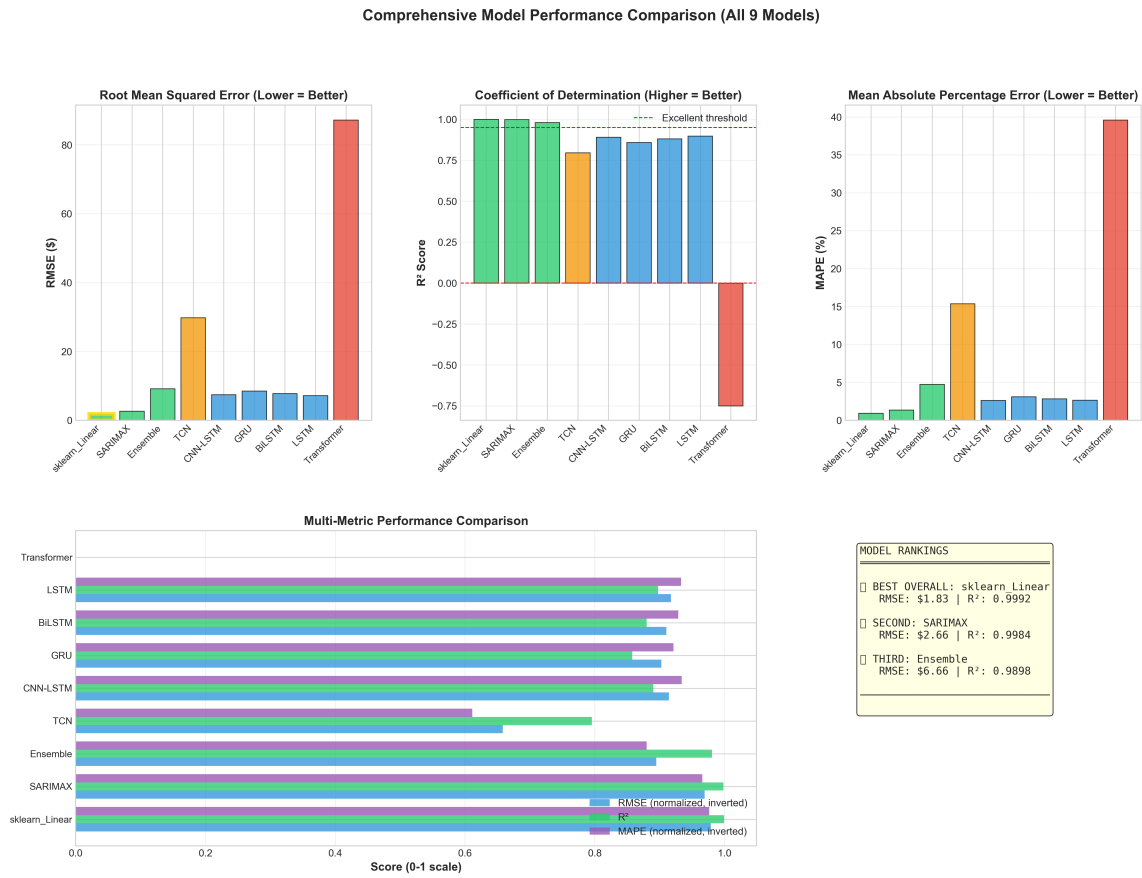 Comprehensive Model Performance Comparison (All 9 Models)
Root Mean Squared Error (Lower = Better)
RMSE ($)
80
60
40
20
0
sklearn_Linear
SARIMAX
Ensemble
TCN
CNN-LSTM
GRU
BiLSTM
LSTM
Transformer
Coefficient of Determination (Higher = Better)
Excellent threshold
R² Score
1.00
0.75
0.50
0.25
0.00
−0.25
−0.50
−0.75
sklearn_Linear
SARIMAX
Ensemble
TCN
CNN-LSTM
GRU
BiLSTM
LSTM
Transformer
Mean Absolute Percentage Error (Lower = Better)
MAPE (%)
40
35
30
25
20
15
10
5
0
sklearn_Linear
SARIMAX
Ensemble
TCN
CNN-LSTM
GRU
BiLSTM
LSTM
Transformer
Multi-Metric Performance Comparison
Transformer
LSTM
BiLSTM
GRU
CNN-LSTM
TCN
Ensemble
SARIMAX
sklearn_Linear
RMSE (normalized, inverted)
R²
MAPE (normalized, inverted)
0.0
0.2
0.4
0.6
0.8
1.0
Score (0-1 scale)
MODEL RANKINGS
BEST OVERALL: sklearn_Linear
RMSE: $1.83 | R²: 0.9992
SECOND: SARIMAX
RMSE: $2.66 | R²: 0.9984
THIRD: Ensemble
RMSE: $6.66 | R²: 0.9898